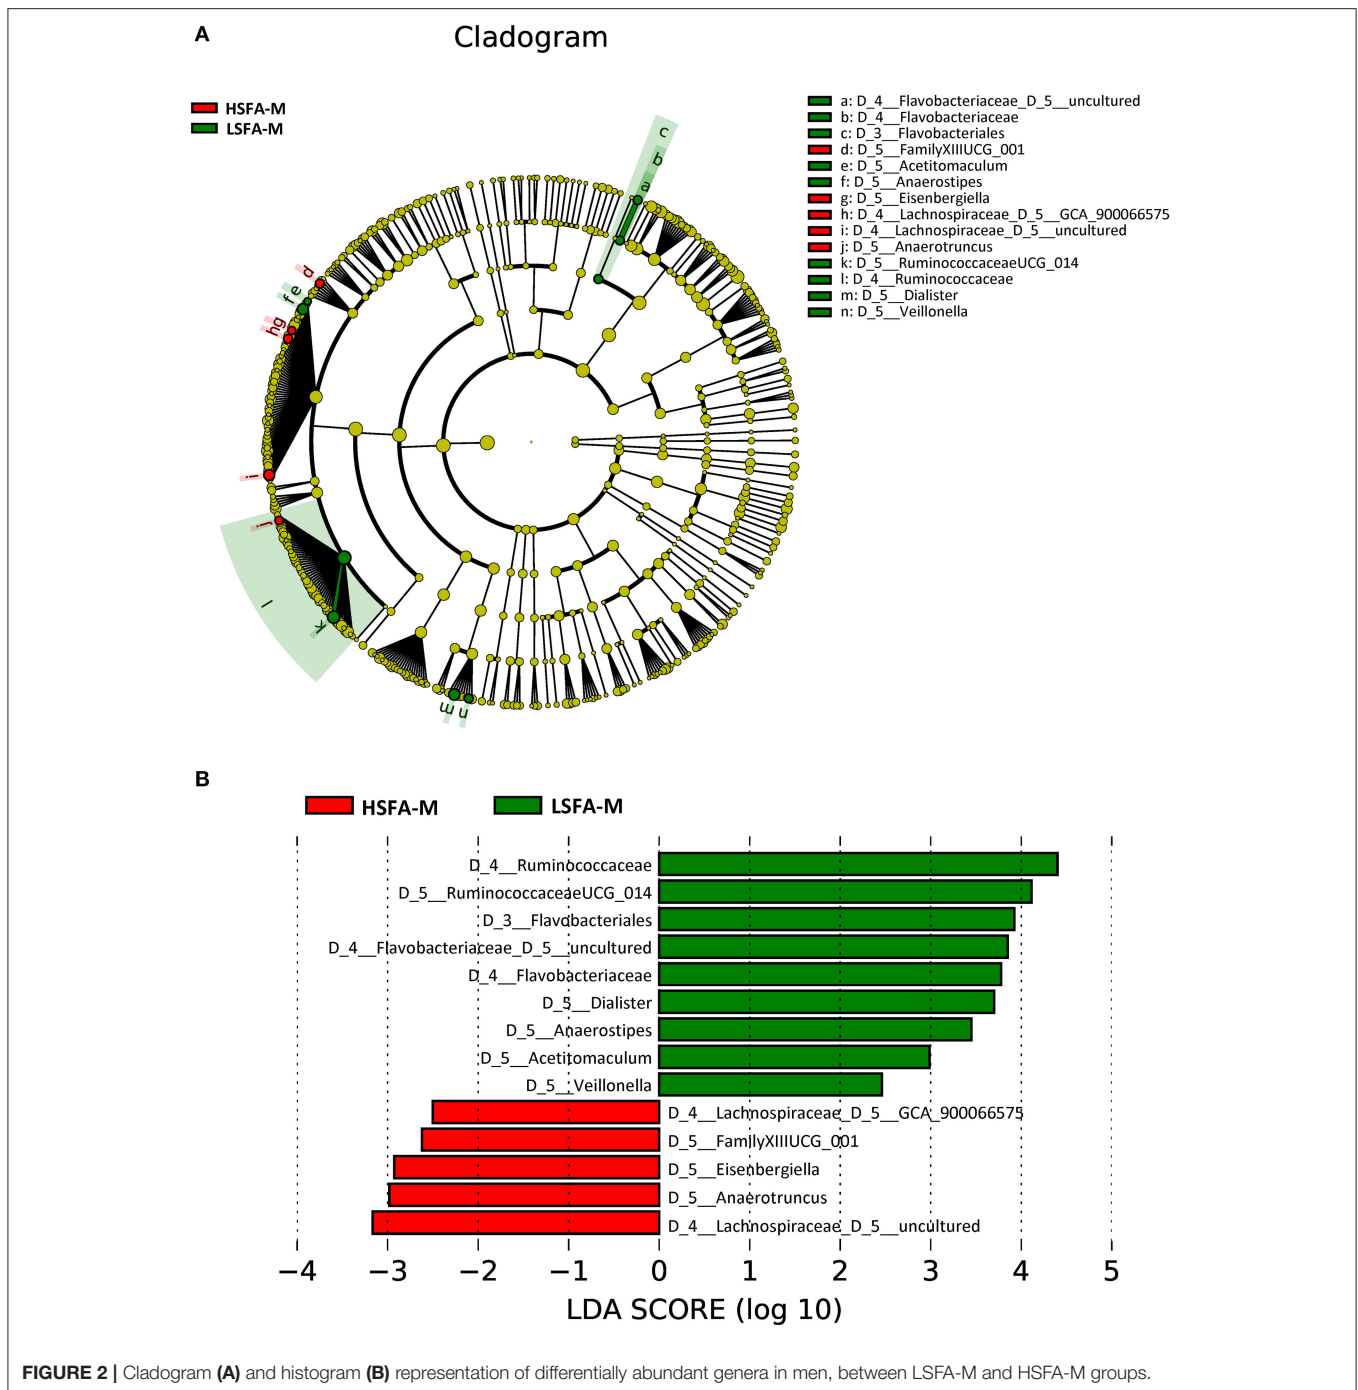 A
Cladogram
HSFA-M
LSFA-M
a: D_4__Flavobacteriaceae_D_5__uncultured
b: D_4__Flavobacteriaceae
c: D_3__Flavobacteriales
d: D_5__FamilyXIIIUCG_001
e: D_5__Acetitomaculum
f: D_5__Anaerostipes
g: D_5__Eisenbergiella
h: D_4__Lachnospiraceae_D_5__GCA_900066575
i: D_4__Lachnospiraceae_D_5__uncultured
j: D_5__Anaerotruncus
k: D_5__RuminococcaceaeUCG_014
l: D_4__Ruminococcaceae
m: D_5__Dialister
n: D_5__Veillonella
c
b
a
d
e
f
g
h
i
j
l
k
m
n
B
HSFA-M
LSFA-M
D_4__Ruminococcaceae
D_5__RuminococcaceaeUCG_014
D_3__Flavobacteriales
D_4__Flavobacteriaceae_D_5__uncultured
D_4__Flavobacteriaceae
D_5__Dialister
D_5__Anaerostipes
D_5__Acetitomaculum
D_5__Veillonella
D_4__Lachnospiraceae_D_5__GCA_900066575
D_5__FamilyXIIIUCG_001
D_5__Eisenbergiella
D_5__Anaerotruncus
D_4__Lachnospiraceae_D_5__uncultured
−4 −3 −2 −1 0 1 2 3 4 5
LDA SCORE (log 10)
FIGURE 2 | Cladogram (A) and histogram (B) representation of differentially abundant genera in men, between LSFA-M and HSFA-M groups.